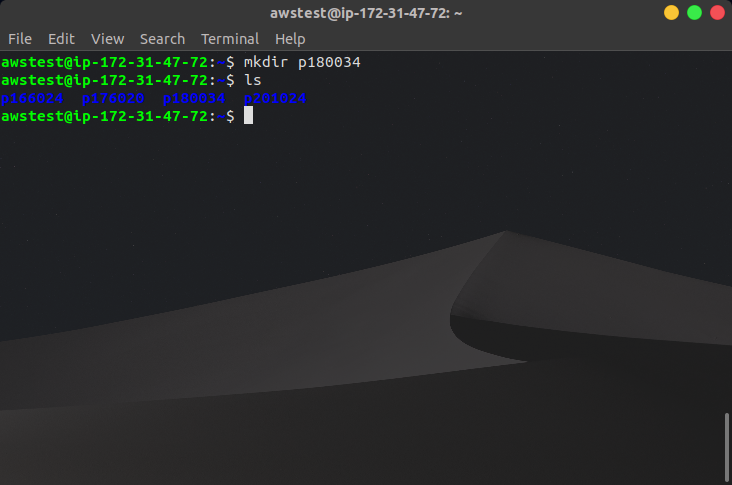 awstest@ip-172-31-47-72: ~
File Edit View Search Terminal Help
awstest@ip-172-31-47-72:~$ mkdir p180034
awstest@ip-172-31-47-72:~$ ls
p166024 p176020 p180034 p201024
awstest@ip-172-31-47-72:~$